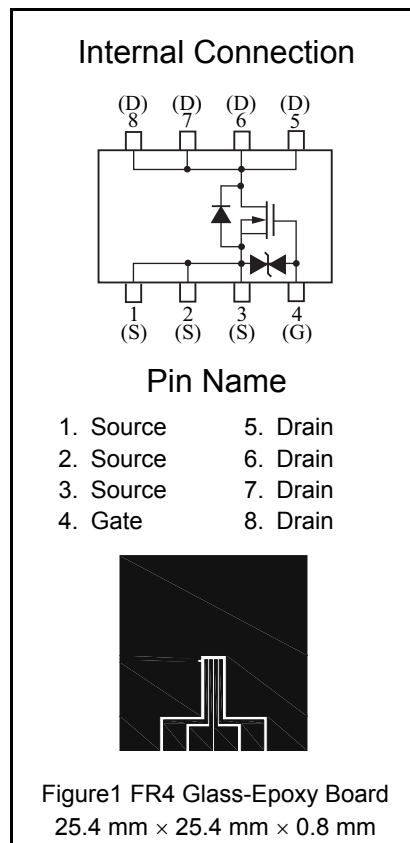 Internal Connection
(D) (D) (D) (D)
8 7 6 5
1 2 3 4
(S) (S) (S) (G)
Pin Name
1. Source 5. Drain
2. Source 6. Drain
3. Source 7. Drain
4. Gate 8. Drain
Figure1 FR4 Glass-Epoxy Board
25.4 mm × 25.4 mm × 0.8 mm